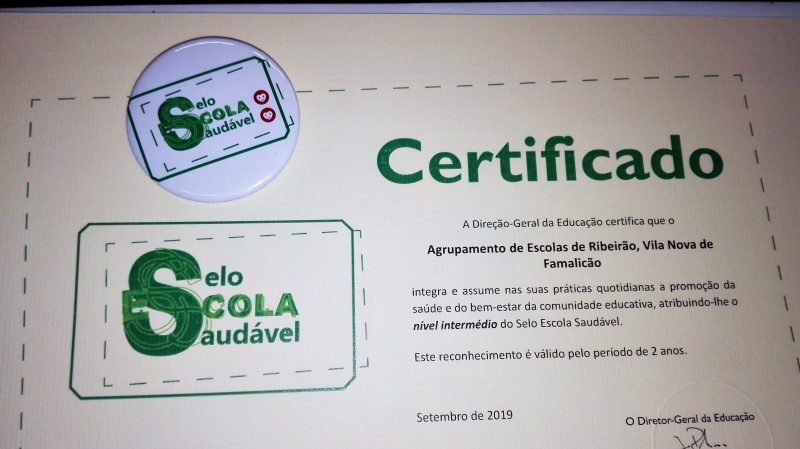 Selo
ESCOLA
Saudável
Certificado
A Direção-Geral da Educação certifica que o
Agrupamento de Escolas de Ribeirão, Vila Nova de
Famalicão
integra e assume nas suas práticas quotidianas a promoção da
saúde e do bem-estar da comunidade educativa, atribuindo-lhe o
nível intermédio do Selo Escola Saudável.
Este reconhecimento é válido pelo período de 2 anos.
Selo
ESCOLA
Saudável
Setembro de 2019
O Diretor-Geral da Educação